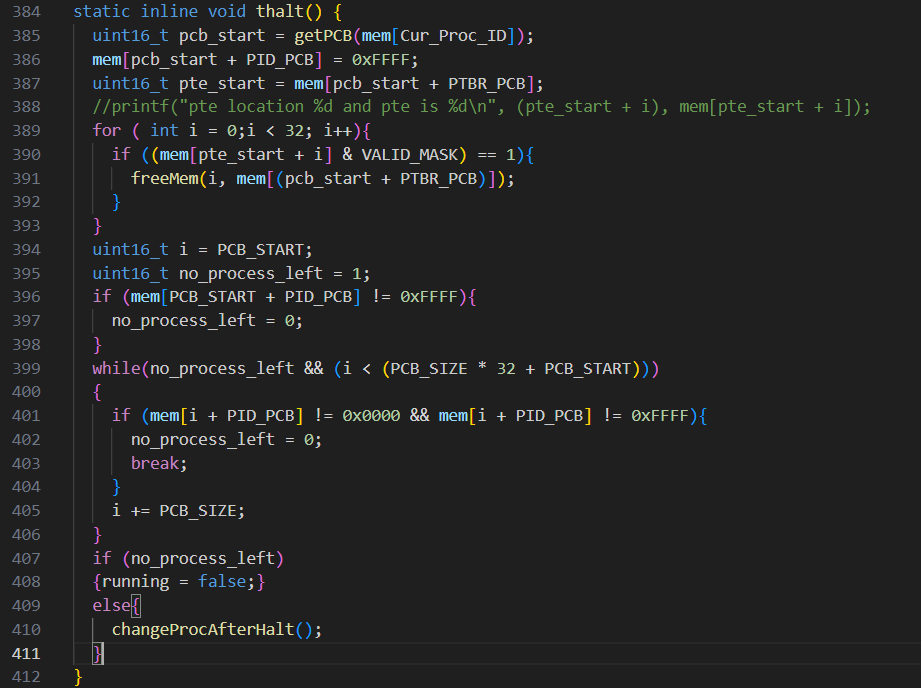 384 static inline void thalt() {
385   uint16_t pcb_start = getPCB(mem[Cur_Proc_ID]);
386   mem[pcb_start + PID_PCB] = 0xFFFF;
387   uint16_t pte_start = mem[pcb_start + PTBR_PCB];
388   //printf("pte location %d and pte is %d\n", (pte_start + i), mem[pte_start + i]);
389   for ( int i = 0;i < 32; i++){
390     if ((mem[pte_start + i] & VALID_MASK) == 1){
391       freeMem(i, mem[(pcb_start + PTBR_PCB)]);
392     }
393   }
394   uint16_t i = PCB_START;
395   uint16_t no_process_left = 1;
396   if (mem[PCB_START + PID_PCB] != 0xFFFF){
397     no_process_left = 0;
398   }
399   while(no_process_left && (i < (PCB_SIZE * 32 + PCB_START)))
400   {
401     if (mem[i + PID_PCB] != 0x0000 && mem[i + PID_PCB] != 0xFFFF){
402       no_process_left = 0;
403       break;
404     }
405     i += PCB_SIZE;
406   }
407   if (no_process_left)
408   {running = false;}
409   else{
410     changeProcAfterHalt();
411   }
412 }